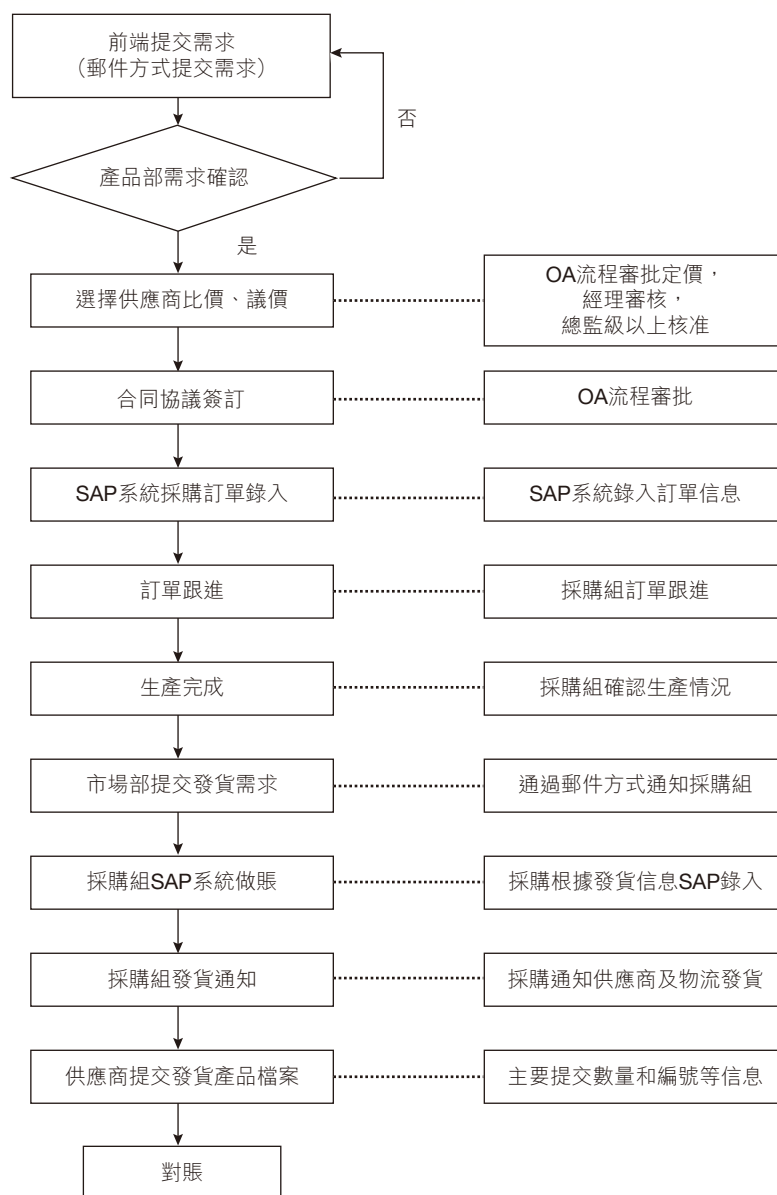 前端提交需求
（郵件方式提交需求）
否
產品部需求確認
是
選擇供應商比價、議價
OA流程審批定價，
經理審核，
總監級以上核准
合同協議簽訂
OA流程審批
SAP系統採購訂單錄入
SAP系統錄入訂單信息
訂單跟進
採購組訂單跟進
生產完成
採購組確認生產情況
市場部提交發貨需求
通過郵件方式通知採購組
採購組SAP系統做賬
採購根據發貨信息SAP錄入
採購組發貨通知
採購通知供應商及物流發貨
供應商提交發貨產品檔案
主要提交數量和編號等信息
對賬